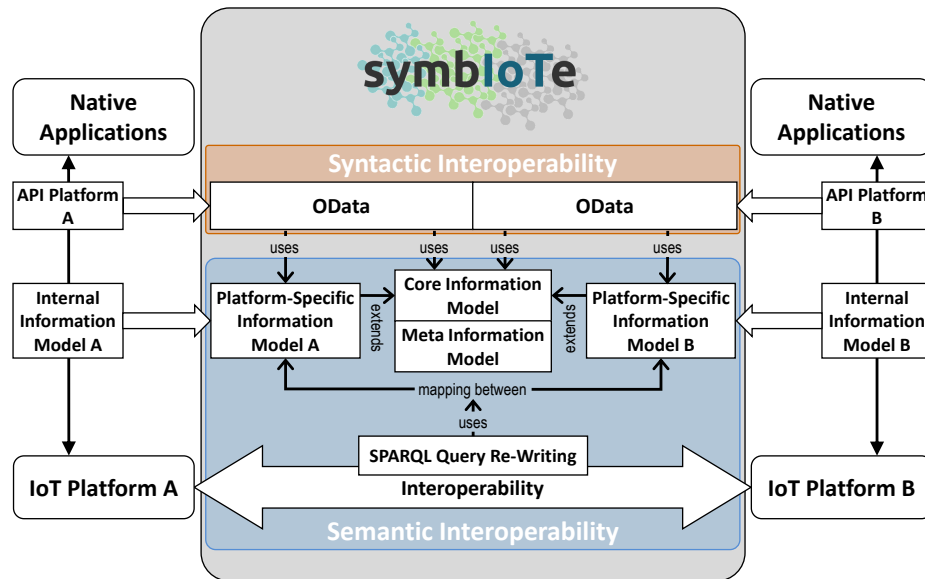 symbIoTe
Native
Applications
Native
Applications
Syntactic Interoperability
API Platform
A
OData
OData
API Platform
B
uses
uses
uses
uses
Internal
Information
Model A
Platform-Specific
Information
Model A
extends
Core Information
Model
Meta Information
Model
extends
Platform-Specific
Information
Model B
Internal
Information
Model B
mapping between
uses
SPARQL Query Re-Writing
IoT Platform A
Interoperability
IoT Platform B
Semantic Interoperability